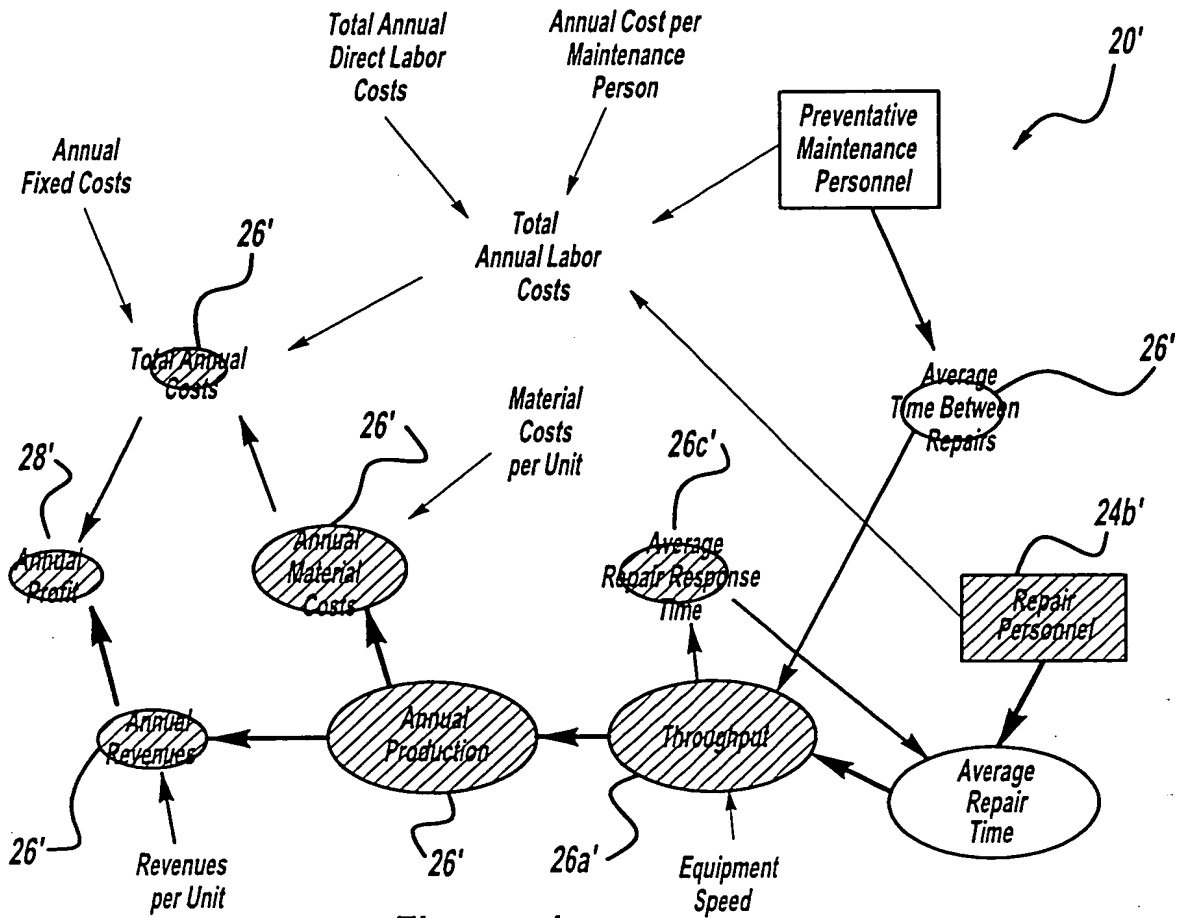 Total Annual
Direct Labor
Costs
Annual Cost per
Maintenance
Person
20'
Preventative
Maintenance
Personnel
Annual
Fixed Costs
26'
Total
Annual Labor
Costs
Total Annual
Costs
26'
Average
Time Between
Repairs
Material
Costs
per Unit
26'
28'
26c'
24b'
Annual
Profit
Annual
Material
Costs
Average
Repair Response
Time
Repair
Personnel
Annual
Revenues
Annual
Production
Throughput
Average
Repair
Time
26'
Revenues
per Unit
26'
26a'
Equipment
Speed